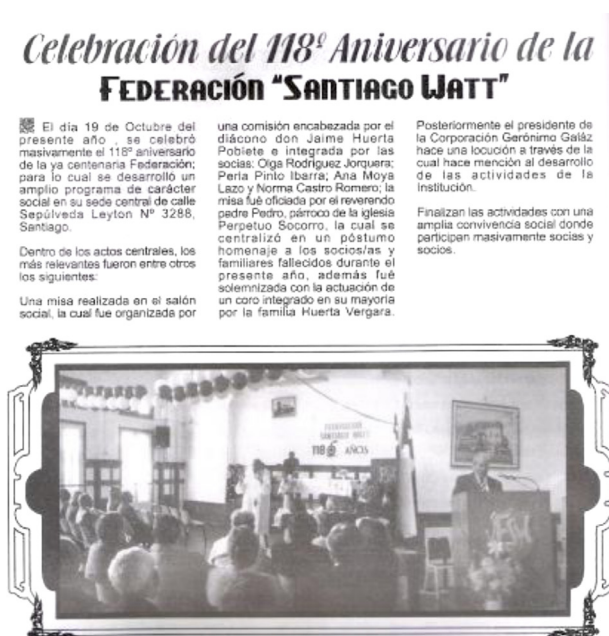 Celebración del 118º Aniversario de la
FEDERACIÓN "SANTIAGO WATT"
El día 19 de Octubre del
presente año , se celebró
masivamente el 118º aniversario
de la ya centenaria Federación;
para lo cual se desarrolló un
amplio programa de carácter
social en su sede central de calle
Sepúlveda Leyton Nº 3288,
Santiago.
Dentro de los actos centrales, los
más relevantes fueron entre otros
los siguientes:
Una misa realizada en el salón
social, la cual fue organizada por
una comisión encabezada por el
diácono don Jaime Huerta
Poblete e integrada por las
socias: Olga Rodríguez Jorquera;
Perla Pinto Ibarra; Ana Moya
Lazo y Norma Castro Romero; la
misa fué oficiada por el reverendo
padre Pedro, párroco de la iglesia
Perpetuo Socorro, la cual se
centralizó en un póstumo
homenaje a los socios/as y
familiares fallecidos durante el
presente año, además fué
solemnizada con la actuación de
un coro integrado en su mayoría
por la familia Huerta Vergara.
Posteriormente el presidente de
la Corporación Gerónimo Galáz
hace una locución a través de la
cual hace mención al desarrollo
de las actividades de la
Institución.
Finalizan las actividades con una
amplia convivencia social donde
participan masivamente socias y
socios.
FEDERACION
SANTIAGO WATT
118 AÑOS